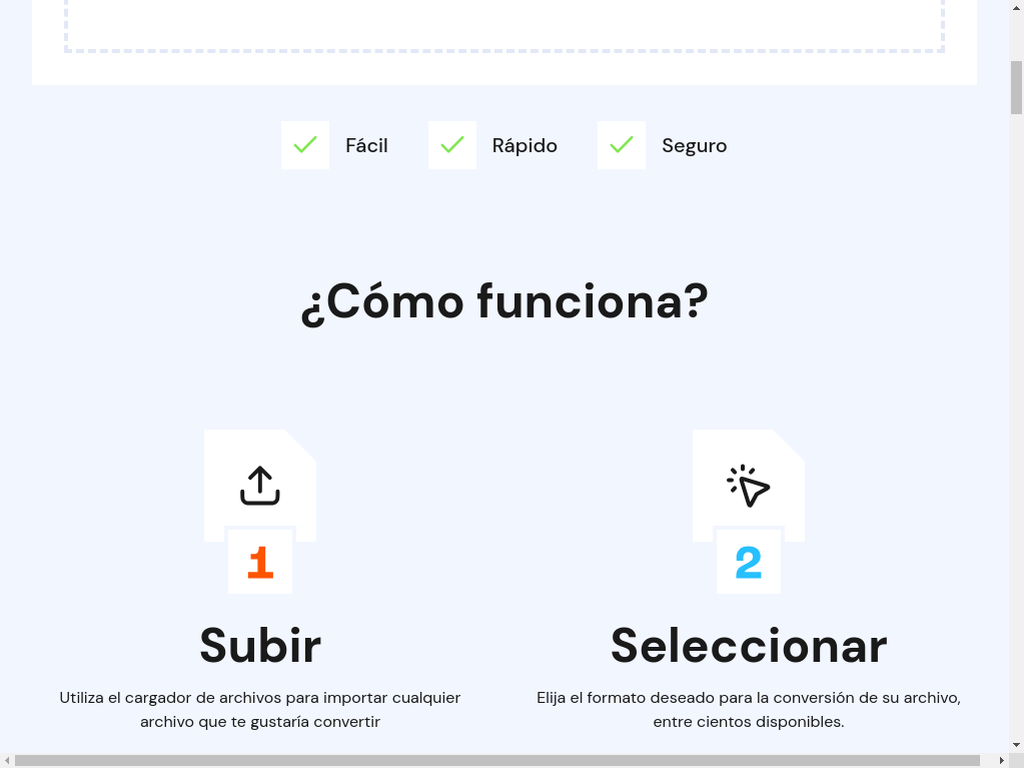 Fácil
Rápido
Seguro
¿Cómo funciona?
1
Subir
Utiliza el cargador de archivos para importar cualquier
archivo que te gustaría convertir
2
Seleccionar
Elija el formato deseado para la conversión de su archivo,
entre cientos disponibles.